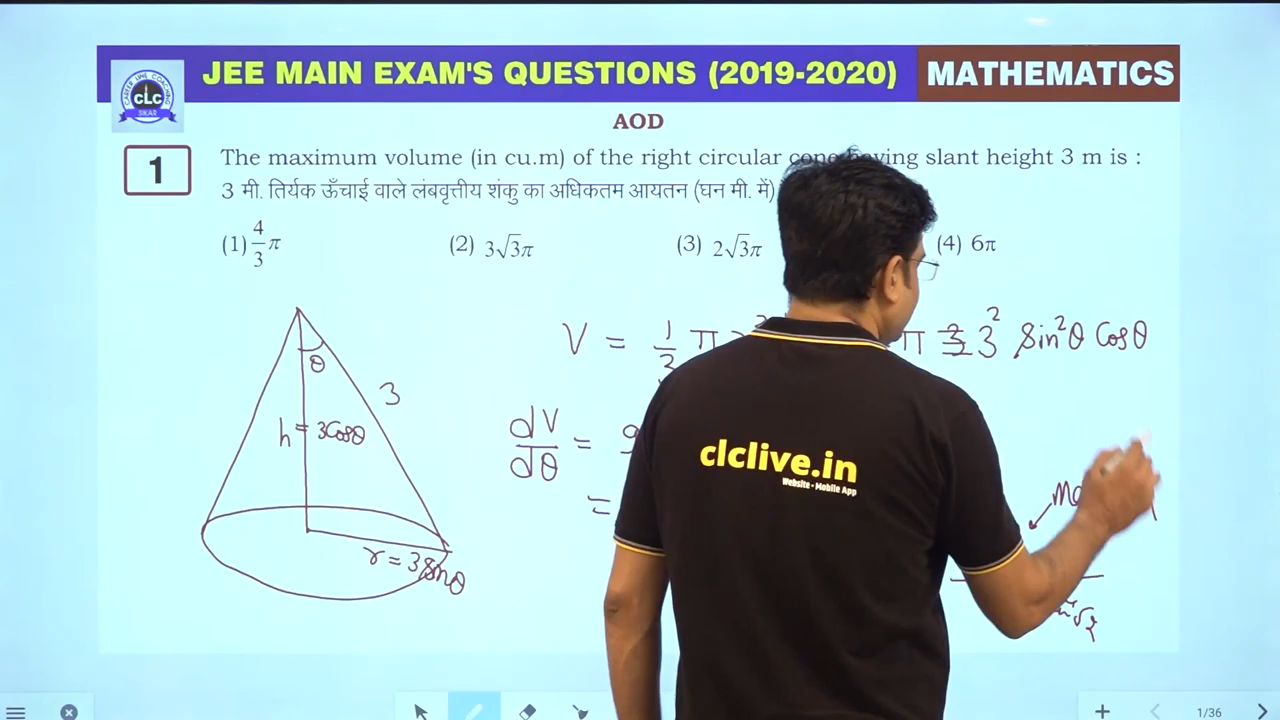 JEE MAIN EXAM'S QUESTIONS (2019-2020) MATHEMATICS
CLC
SIKAR
AOD
1 The maximum volume (in cu.m) of the right circular cone having slant height 3 m is :
3 मी. तिर्यक ऊँचाई वाले लंबवृत्तीय शंकु का अधिकतम आयतन (घन मी. में)
(1) 4/3 π (2) 3√3π (3) 2√3π (4) 6π
V = 1/3 π π 3² sin²θ Cosθ
θ
3
h = 3Cosθ
dV/dθ = 9
=
r = 3sinθ
clclive.in
Website - Mobile App
1/36